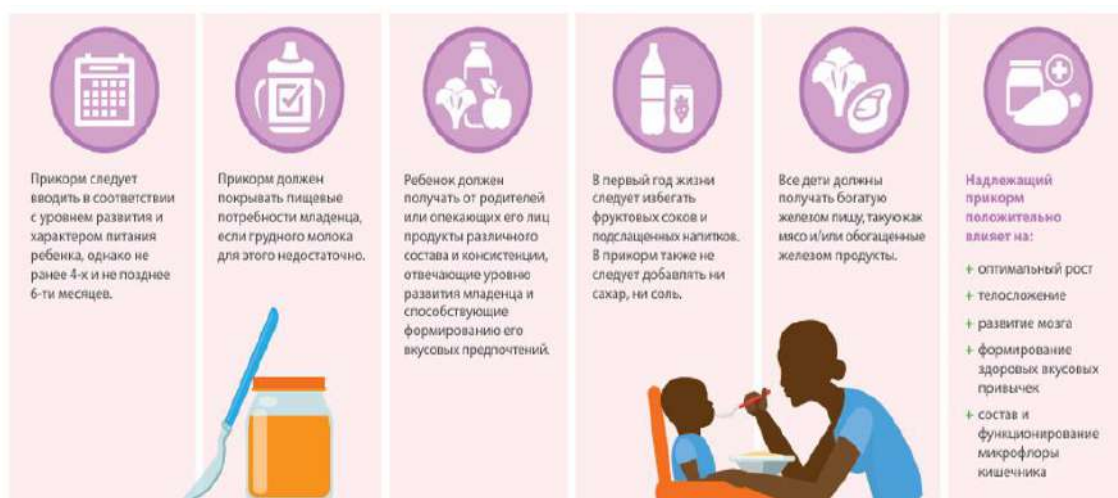 Прикорм следует
вводить в соответствии
с уровнем развития и
характером питания
ребенка, однако не
ранее 4-х и не позднее
6-ти месяцев.
Прикорм должен
покрывать пищевые
потребности младенца,
если грудного молока
для этого недостаточно.
Ребенок должен
получать от родителей
или опекающих его лиц
продукты различного
состава и консистенции,
отвечающие уровню
развития младенца и
способствующие
формированию его
вкусовых предпочтений.
В первый год жизни
следует избегать
фруктовых соков и
подслащенных напитков.
В прикорм также не
следует добавлять ни
сахар, ни соль.
Все дети должны
получать богатую
железом пищу, такую как
мясо и/или обогащенные
железом продукты.
Надлежащий
прикорм
положительно
влияет на:
+ оптимальный рост
+ телосложение
+ развитие мозга
+ формирование
здоровых вкусовых
привычек
+ состав и
функционирование
микрофлоры
кишечника